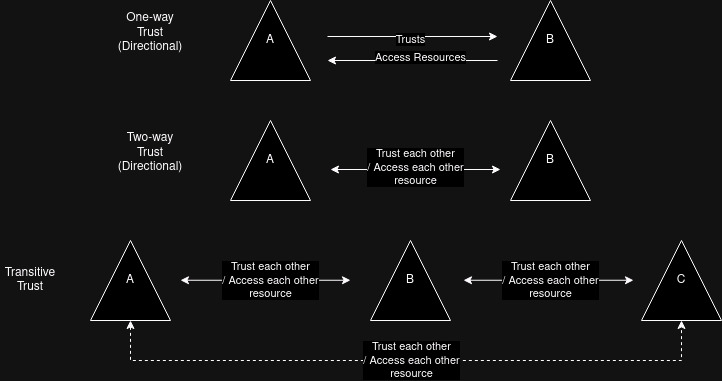 One-way
Trust
(Directional)
A
Trusts
Access Resources
B
Two-way
Trust
(Directional)
A
Trust each other
/ Access each other
resource
B
Transitive
Trust
A
Trust each other
/ Access each other
resource
B
Trust each other
/ Access each other
resource
C
Trust each other
/ Access each other
resource